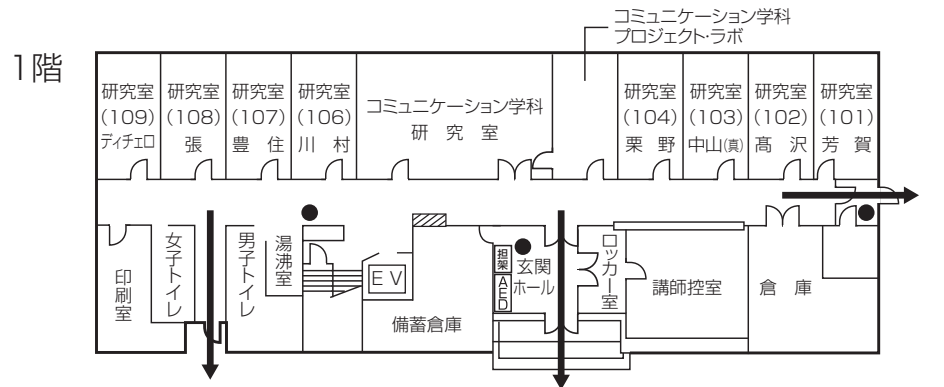 1階
コミュニケーション学科
プロジェクト・ラボ
研究室
(109)
ディチェロ
研究室
(108)
張
研究室
(107)
豊住
研究室
(106)
川村
コミュニケーション学科
研究室
研究室
(104)
栗野
研究室
(103)
中山(真)
研究室
(102)
髙沢
研究室
(101)
芳賀
印刷室
女子トイレ
男子トイレ
湯沸室
EV
備蓄倉庫
担架
AED
玄関
ホール
ロッカー室
講師控室
倉庫